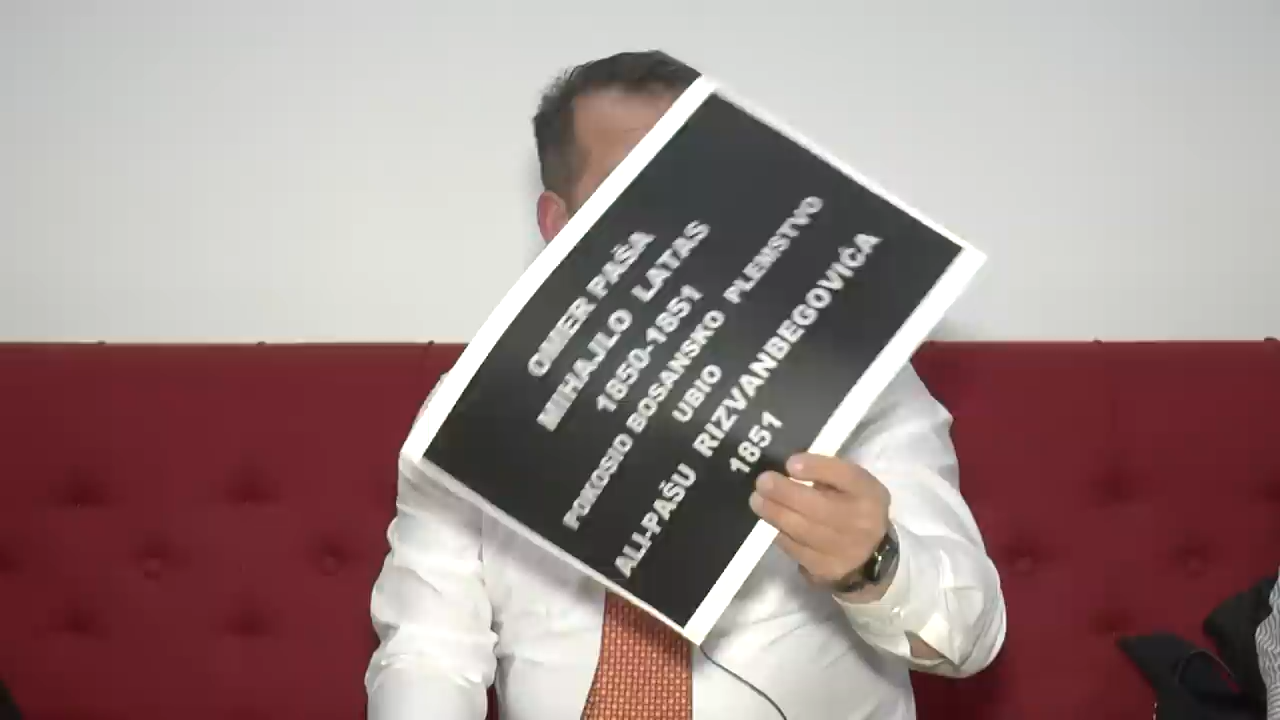 OMER PAŠA
MIHAJLO LATAS
1850-1851
POKOSIO BOSANSKO PLEMSTVO
UBIO
ALI-PAŠU RIZVANBEGOVIĆA
1851